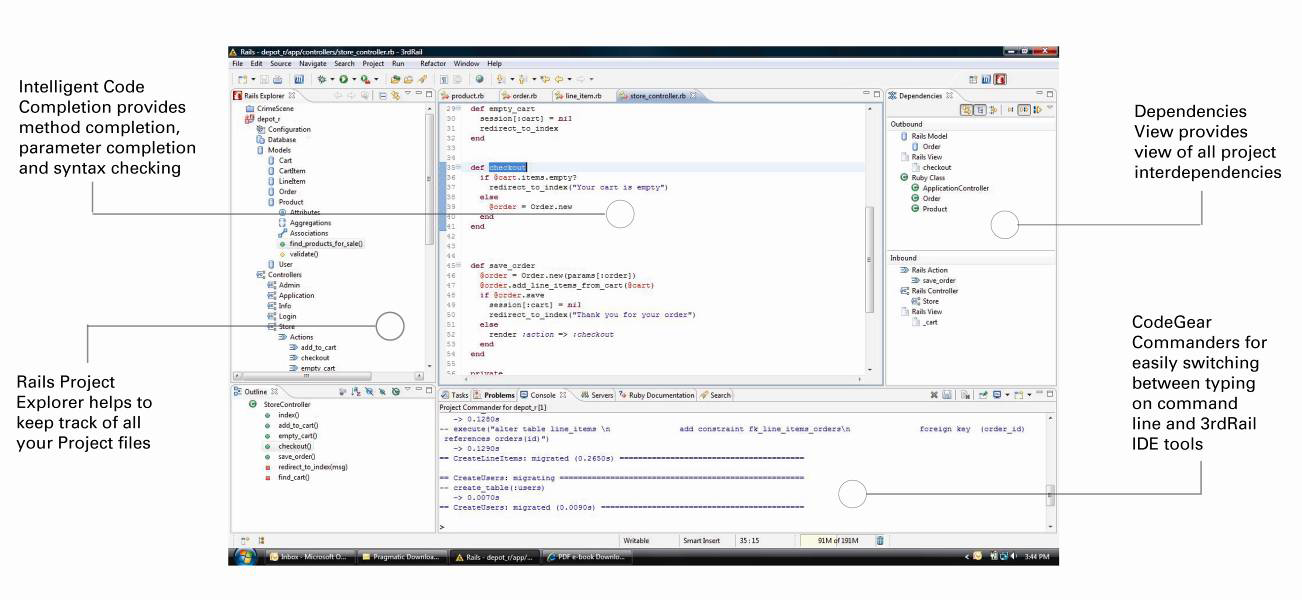 Rails - depot_r/app/controllers/store_controller.rb - 3rdRail
File Edit Source Navigate Search Project Run Refactor Window Help
Intelligent Code
Completion provides
method completion,
parameter completion
and syntax checking
Rails Project
Explorer helps to
keep track of all
your Project files
Rails Explorer
CrimeScene
depot_r
Configuration
Database
Models
Cart
CartItem
LineItem
Order
Product
Attributes
Aggregations
Associations
find_products_for_sale()
validate()
User
Controllers
Admin
Application
Info
Login
Store
Actions
add_to_cart
checkout
empty_cart
Outline
StoreController
index()
add_to_cart()
empty_cart()
checkout()
save_order()
redirect_to_index(msg)
find_cart()
product.rb order.rb line_item.rb store_controller.rb
29 def empty_cart
30 session[:cart] = nil
31 redirect_to_index
32 end
33
34
35 def checkout
36 if @cart.items.empty?
37 redirect_to_index("Your cart is empty")
38 else
39 @order = Order.new
40 end
41 end
42
43
44
45 def save_order
46 @order = Order.new(params[:order])
47 @order.add_line_items_from_cart(@cart)
48 if @order.save
49 session[:cart] = nil
50 redirect_to_index("Thank you for your order")
51 else
52 render :action => :checkout
53 end
54 end
55
56 private
Tasks Problems Console Servers Ruby Documentation Search
Project Commander for depot_r [1]
-> 0.1280s
-- execute("alter table line_items \n add constraint fk_line_items_orders\n foreign key (order_id)
references orders(id)")
-> 0.1290s
== CreateLineItems: migrated (0.2650s) ========================================
== CreateUsers: migrating =====================================================
-- create_table(:users)
-> 0.0070s
== CreateUsers: migrated (0.0090s) ============================================
>
Dependencies
Outbound
Rails Model
Order
Rails View
checkout
Ruby Class
ApplicationController
Order
Product
Inbound
Rails Action
save_order
Rails Controller
Store
Rails View
_cart
Dependencies
View provides
view of all project
interdependencies
CodeGear
Commanders for
easily switching
between typing
on command
line and 3rdRail
IDE tools
Writable Smart Insert 35 : 15 91M of 191M
Inbox - Microsoft O... Pragmatic Downloa... Rails - depot_r/app/... PDF e-book Downlo... 3:44 PM